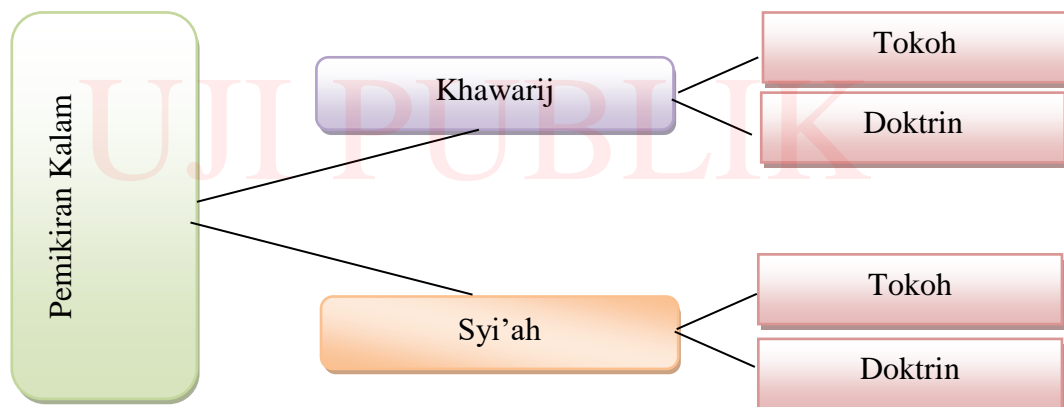 Pemikiran Kalam
UJI PUBLIK
Khawarij
Tokoh
Doktrin
Syi’ah
Tokoh
Doktrin